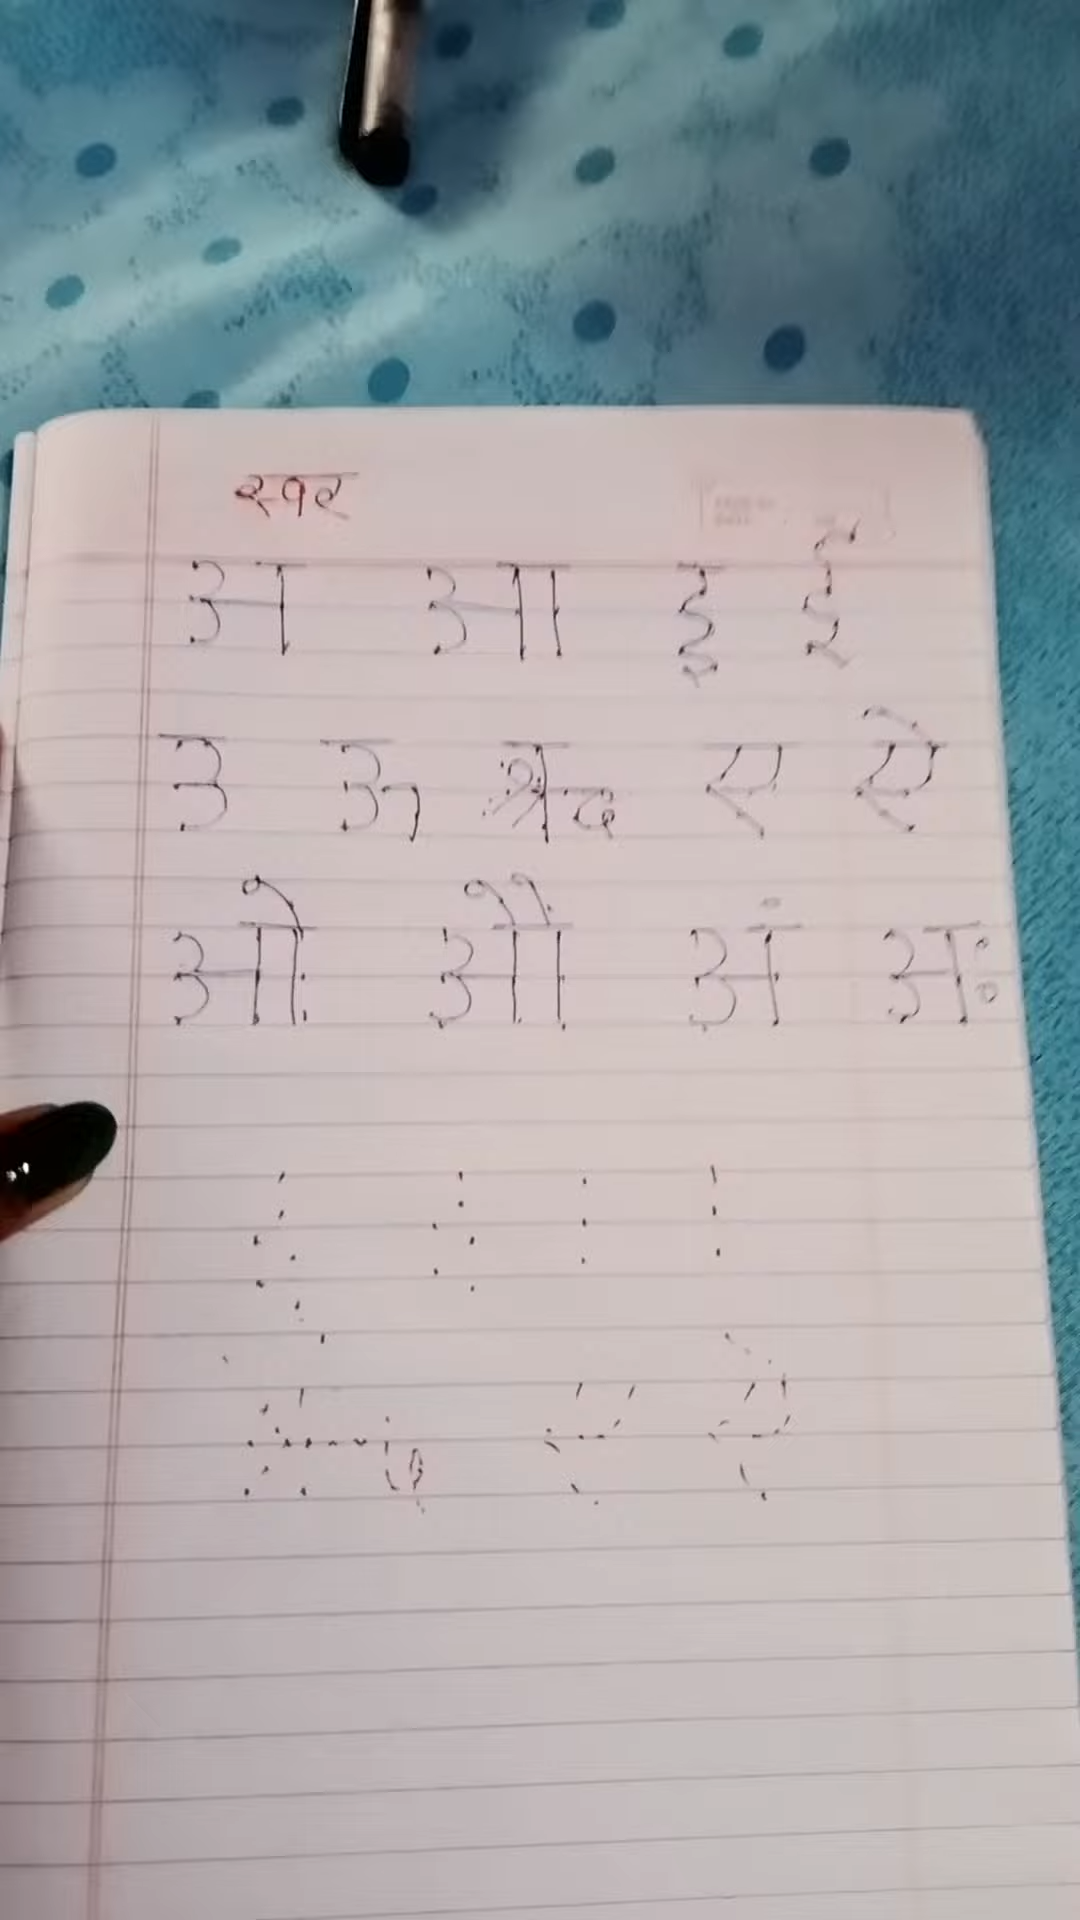 स्वर
अ आ इ ई
उ ऊ ऋ ए ऐ
ओ औ अं अः